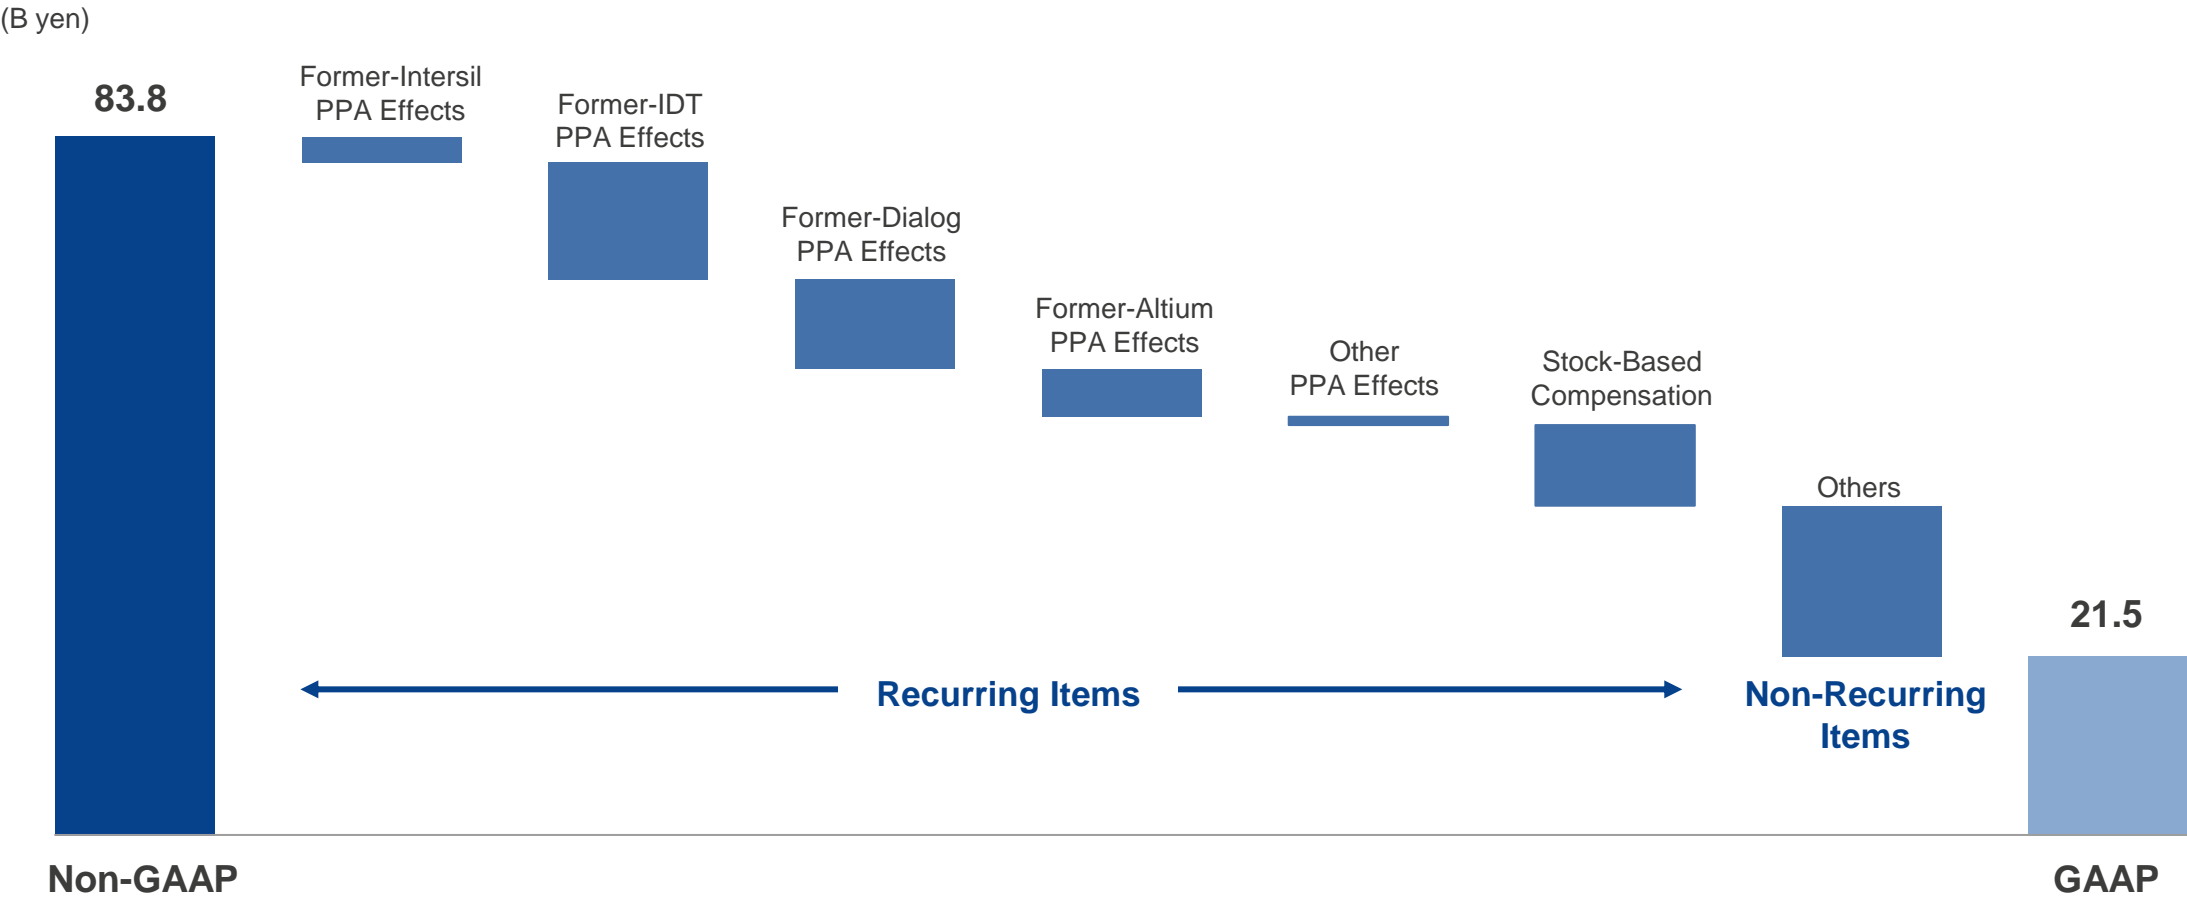 (B yen)
83.8
Former-Intersil
PPA Effects
Former-IDT
PPA Effects
Former-Dialog
PPA Effects
Former-Altium
PPA Effects
Other
PPA Effects
Stock-Based
Compensation
Others
21.5
Recurring Items
Non-Recurring
Items
Non-GAAP
GAAP